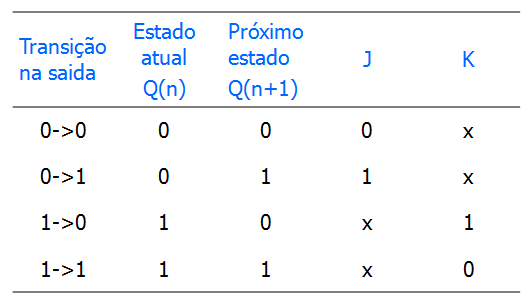 Transição na saida Estado atual Q(n) Próximo estado Q(n+1) J K
0->0 0 0 0 x
0->1 0 1 1 x
1->0 1 0 x 1
1->1 1 1 x 0